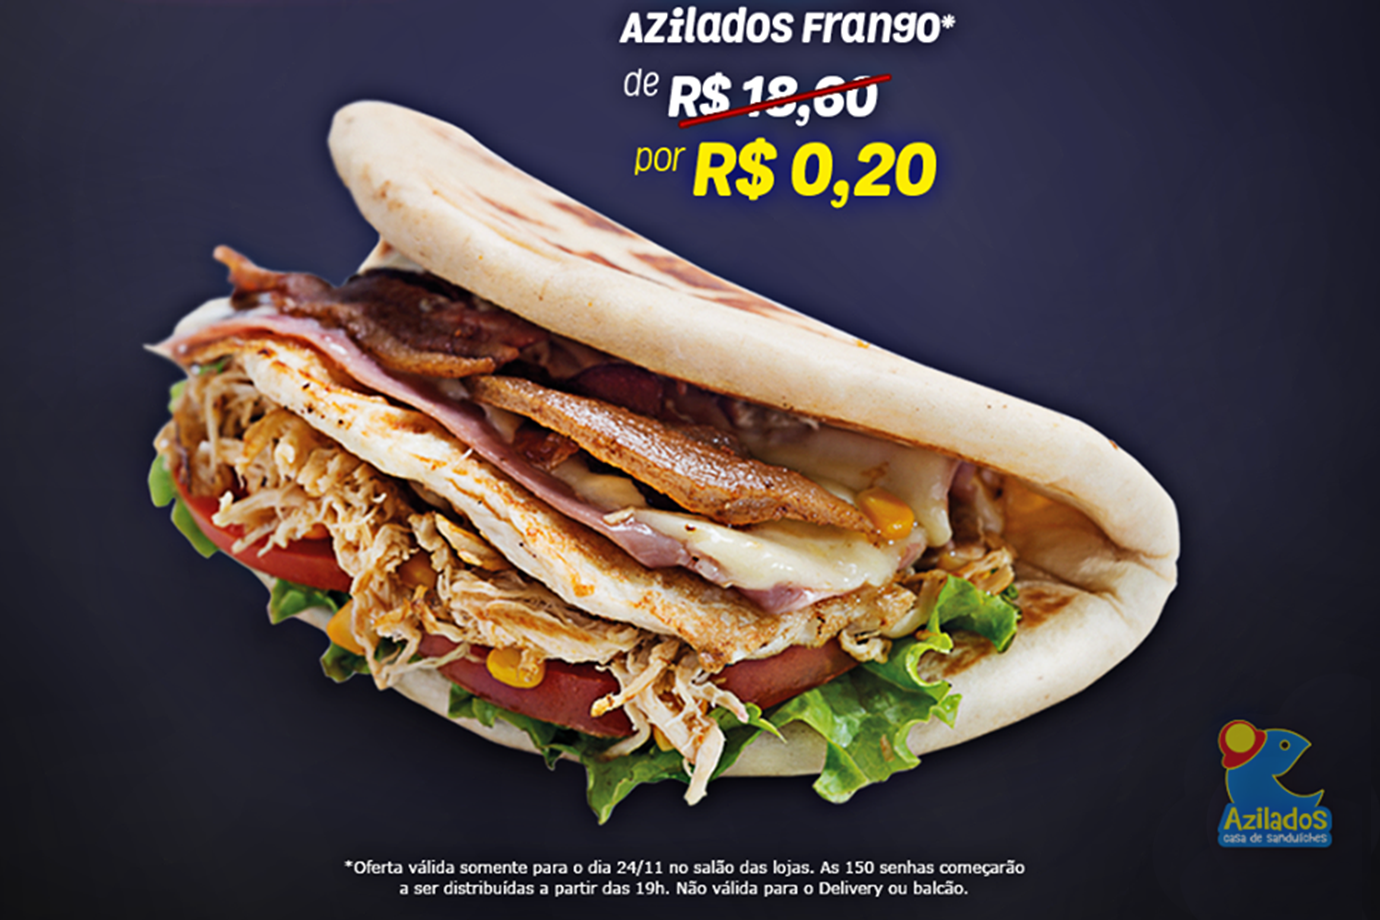 Azilados Frango*
de R$ 18,60
por R$ 0,20
Azilados
casa de sanduíches
*Oferta válida somente para o dia 24/11 no salão das lojas. As 150 senhas começarão
a ser distribuídas a partir das 19h. Não válida para o Delivery ou balcão.